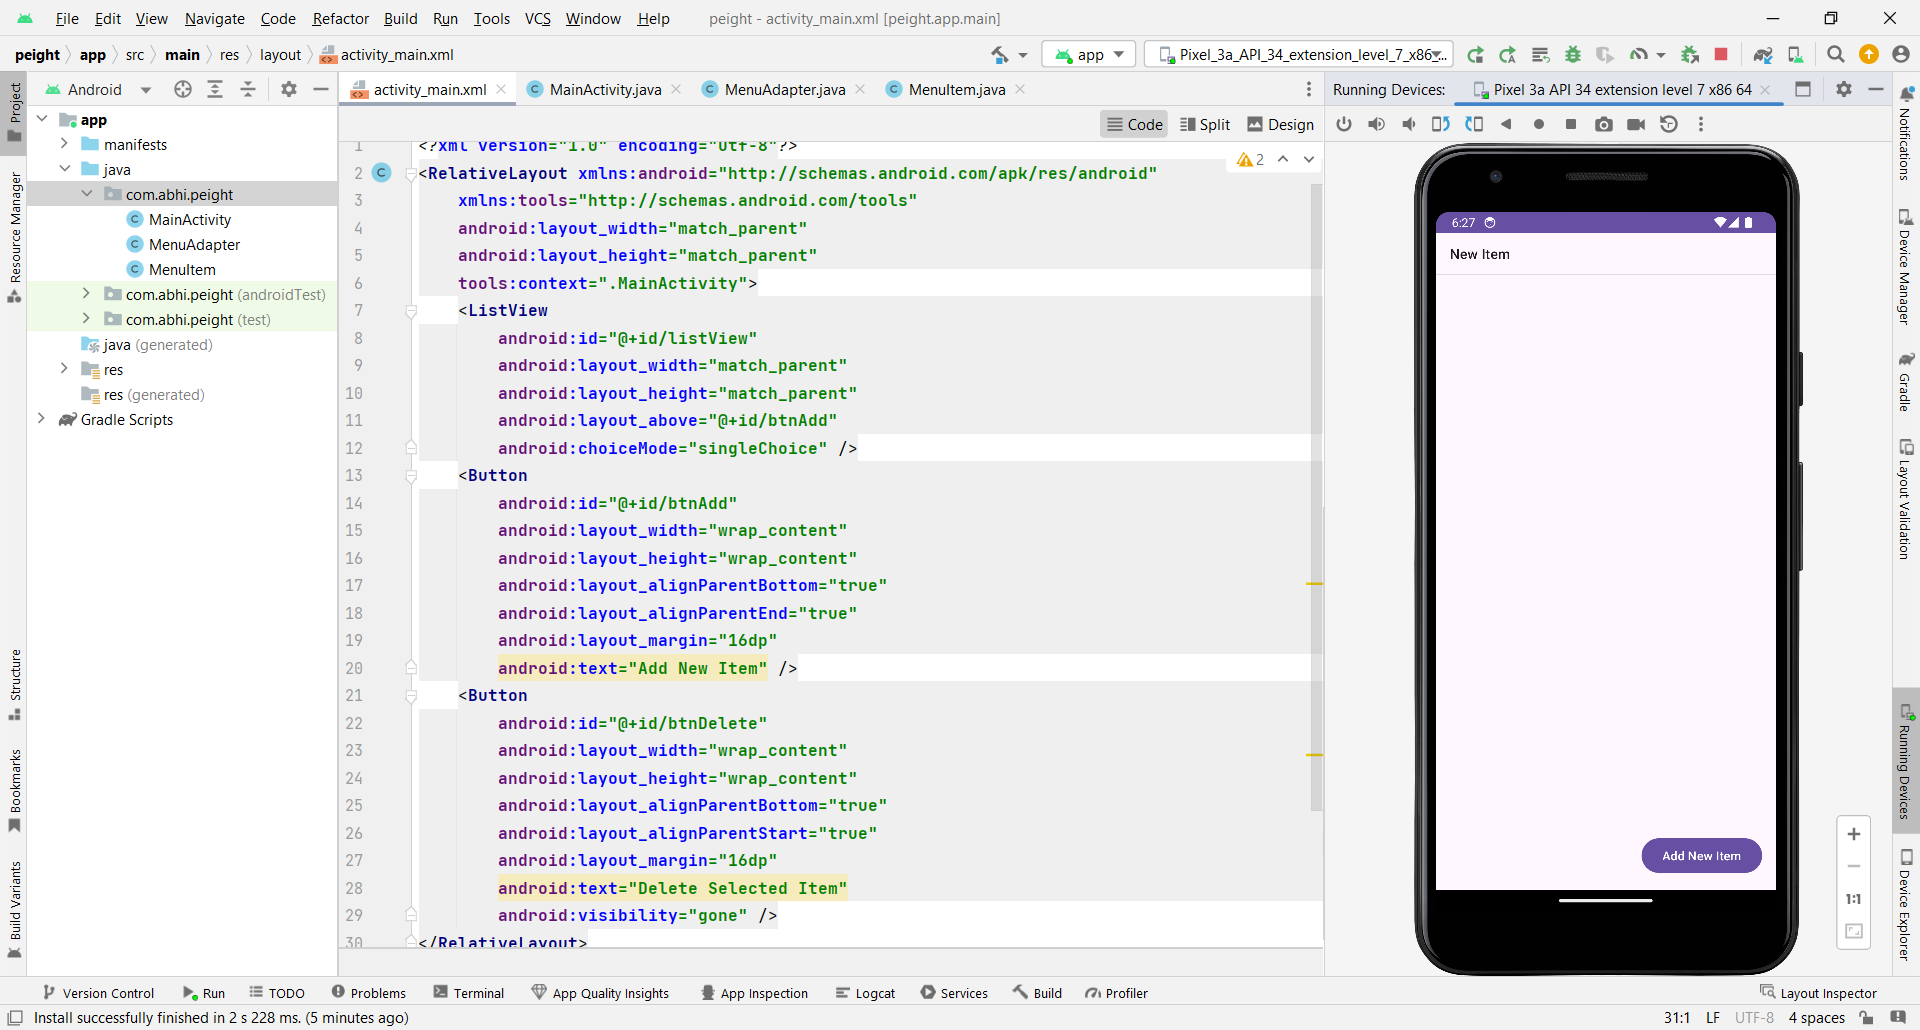 File Edit View Navigate Code Refactor Build Run Tools VCS Window Help peight - activity_main.xml [peight.app.main]
peight app src main res layout activity_main.xml app Pixel_3a_API_34_extension_level_7_x86_...
Android activity_main.xml MainActivity.java MenuAdapter.java MenuItem.java Running Devices: Pixel 3a API 34 extension level 7 x86 64
Code Split Design
Project
Resource Manager
Structure
Bookmarks
Build Variants
app
manifests
java
com.abhi.peight
MainActivity
MenuAdapter
MenuItem
com.abhi.peight (androidTest)
com.abhi.peight (test)
java (generated)
res
res (generated)
Gradle Scripts
2
1 <?xml version="1.0" encoding="utf-8"?>
2 <RelativeLayout xmlns:android="http://schemas.android.com/apk/res/android"
3 xmlns:tools="http://schemas.android.com/tools"
4 android:layout_width="match_parent"
5 android:layout_height="match_parent"
6 tools:context=".MainActivity">
7 <ListView
8 android:id="@+id/listView"
9 android:layout_width="match_parent"
10 android:layout_height="match_parent"
11 android:layout_above="@+id/btnAdd"
12 android:choiceMode="singleChoice" />
13 <Button
14 android:id="@+id/btnAdd"
15 android:layout_width="wrap_content"
16 android:layout_height="wrap_content"
17 android:layout_alignParentBottom="true"
18 android:layout_alignParentEnd="true"
19 android:layout_margin="16dp"
20 android:text="Add New Item" />
21 <Button
22 android:id="@+id/btnDelete"
23 android:layout_width="wrap_content"
24 android:layout_height="wrap_content"
25 android:layout_alignParentBottom="true"
26 android:layout_alignParentStart="true"
27 android:layout_margin="16dp"
28 android:text="Delete Selected Item"
29 android:visibility="gone" />
30 </RelativeLayout>
6:27
New Item
Add New Item
1:1
Notifications
Device Manager
Gradle
Layout Validation
Running Devices
Device Explorer
Version Control Run TODO Problems Terminal App Quality Insights App Inspection Logcat Services Build Profiler Layout Inspector
Install successfully finished in 2 s 228 ms. (5 minutes ago) 31:1 LF UTF-8 4 spaces